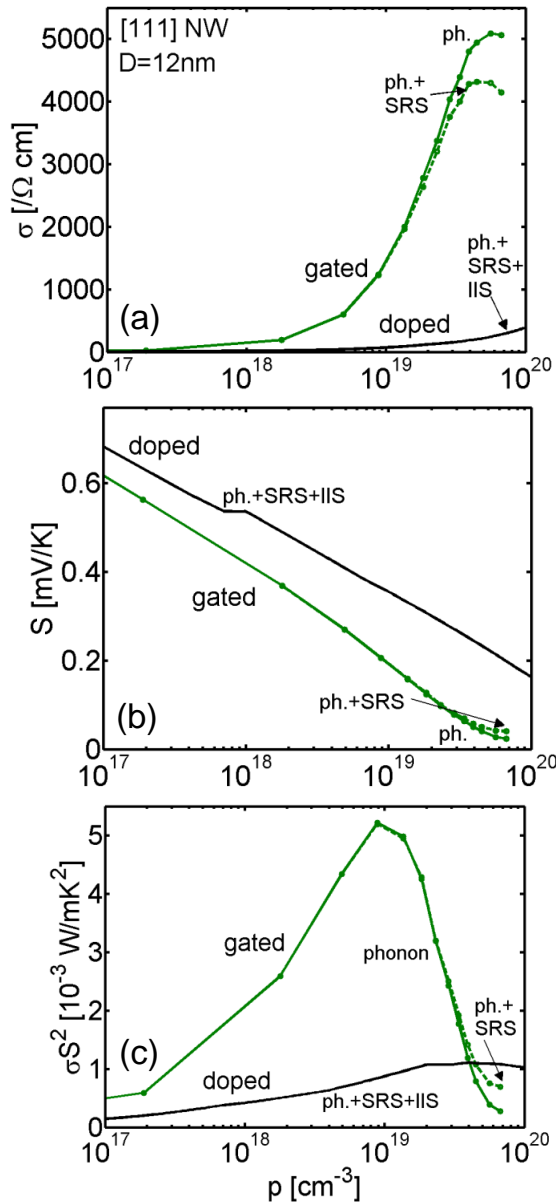 [111] NW
D=12nm
ph.
ph.+
SRS
gated
doped
ph.+
SRS+
IIS
(a)
σ [/Ω cm]
5000
4000
3000
2000
1000
0
10^17 10^18 10^19 10^20
doped
ph.+SRS+IIS
gated
ph.+SRS
ph.
(b)
S [mV/K]
0.6
0.4
0.2
0
10^17 10^18 10^19 10^20
gated
phonon
ph.+
SRS
doped
ph.+SRS+IIS
(c)
σS^2 [10^-3 W/mK^2]
5
4
3
2
1
0
10^17 10^18 10^19 10^20
p [cm^-3]